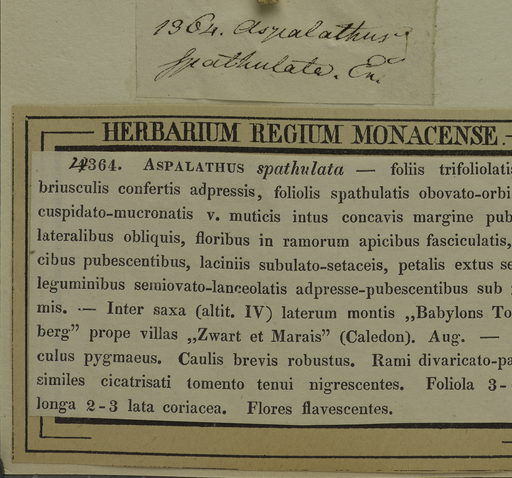 1364. Aspalathus
spathulata.
HERBARIUM REGIUM MONACENSE.
1364. ASPALATHUS spathulata — foliis trifoliolatis
briusculis confertis adpressis, foliolis spathulatis obovato-orbi
cuspidato-mucronatis v. muticis intus concavis margine pub
lateralibus obliquis, floribus in ramorum apicibus fasciculatis,
cibus pubescentibus, laciniis subulato-setaceis, petalis extus se
leguminibus semiovato-lanceolatis adpresse-pubescentibus sub
mis. — Inter saxa (altit. IV) laterum montis „Babylons To
berg” prope villas „Zwart et Marais” (Caledon). Aug. —
culus pygmaeus. Caulis brevis robustus. Rami divaricato-pa
similes cicatrisati tomento tenui nigrescentes. Foliola 3-
longa 2-3 lata coriacea. Flores flavescentes.